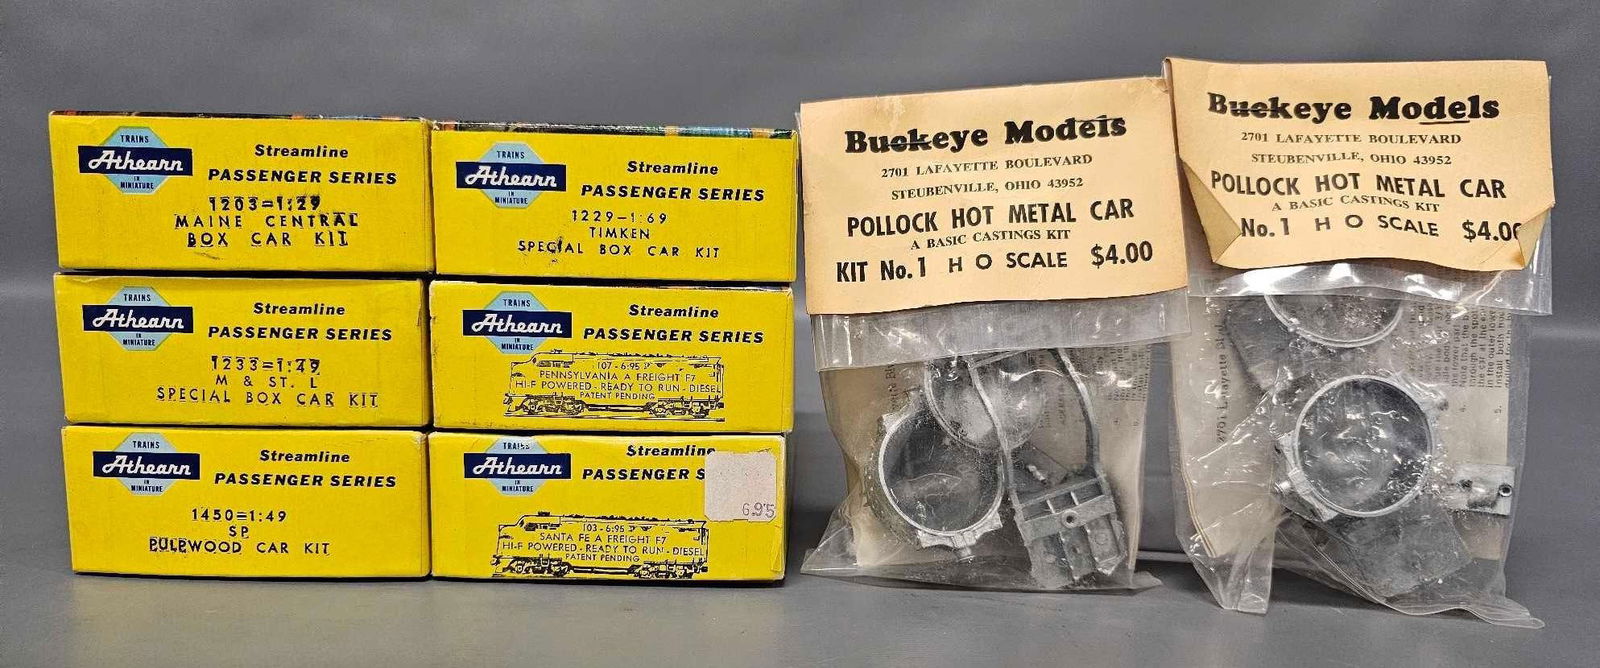 TRAINS
Athearn
IN
MINIATURE
Streamline
PASSENGER SERIES
1203=1:29
MAINE CENTRAL
BOX CAR KIT
TRAINS
Athearn
IN
MINIATURE
Streamline
PASSENGER SERIES
1229-1:69
TIMKEN
SPECIAL BOX CAR KIT
TRAINS
Athearn
IN
MINIATURE
Streamline
PASSENGER SERIES
1233=1:49
M & ST. L
SPECIAL BOX CAR KIT
TRAINS
Athearn
IN
MINIATURE
Streamline
PASSENGER SERIES
107-6:95 P
PENNSYLVANIA A FREIGHT F7
HI-F POWERED - READY TO RUN - DIESEL
PATENT PENDING
TRAINS
Athearn
IN
MINIATURE
Streamline
PASSENGER SERIES
1450=1:49
SP
PULPWOOD CAR KIT
TRAINS
Athearn
IN
MINIATURE
Streamline
PASSENGER S
6.95
103-6:95 P
SANTA FE A FREIGHT F7
HI-F POWERED - READY TO RUN - DIESEL
PATENT PENDING
Buckeye Models
2701 LAFAYETTE BOULEVARD
STEUBENVILLE, OHIO 43952
POLLOCK HOT METAL CAR
A BASIC CASTINGS KIT
KIT No. 1 H O SCALE $4.00
Buckeye Models
2701 LAFAYETTE BOULEVARD
STEUBENVILLE, OHIO 43952
POLLOCK HOT METAL CAR
A BASIC CASTINGS KIT
No. 1 H O SCALE $4.00